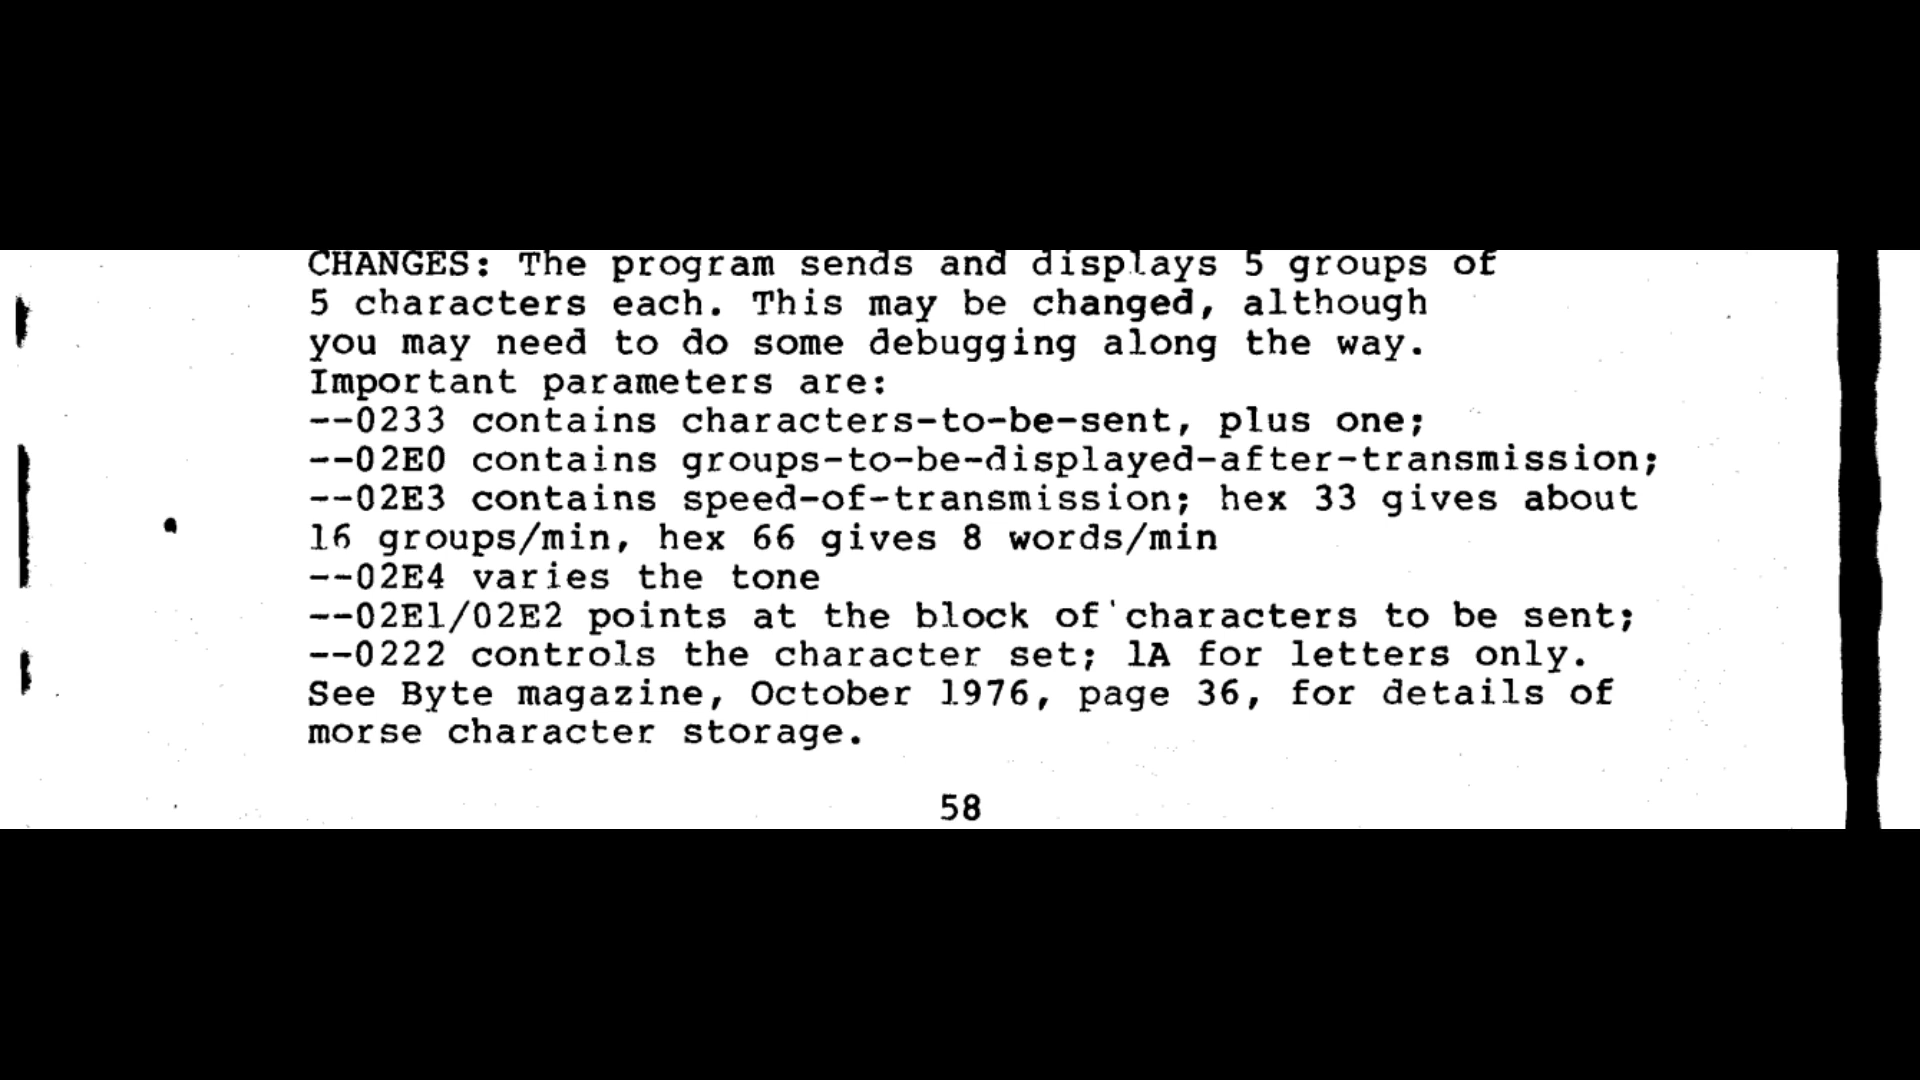 CHANGES: The program sends and displays 5 groups of
5 characters each. This may be changed, although
you may need to do some debugging along the way.
Important parameters are:
--0233 contains characters-to-be-sent, plus one;
--02E0 contains groups-to-be-displayed-after-transmission;
--02E3 contains speed-of-transmission; hex 33 gives about
16 groups/min, hex 66 gives 8 words/min
--02E4 varies the tone
--02E1/02E2 points at the block of characters to be sent;
--0222 controls the character set; 1A for letters only.
See Byte magazine, October 1976, page 36, for details of
morse character storage.
58